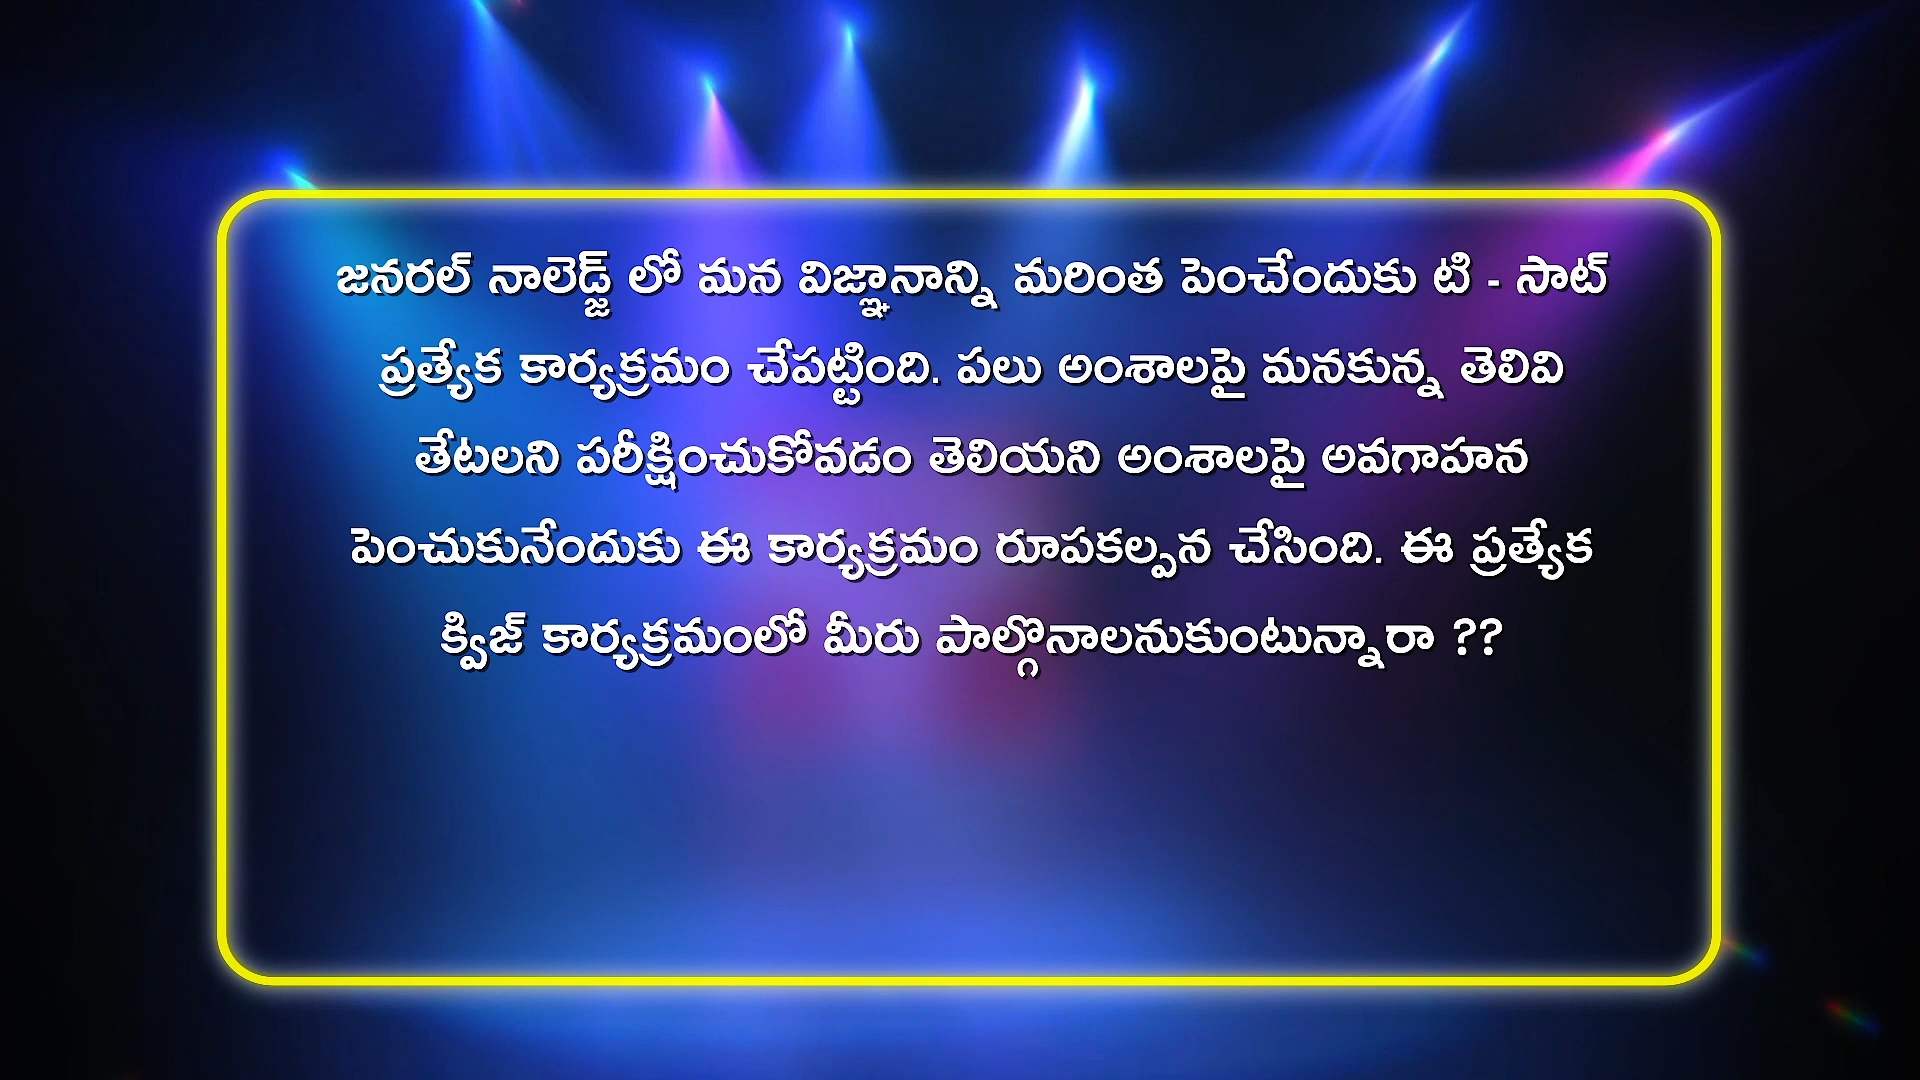 జనరల్ నాలెడ్జ్ లో మన విజ్ఞానాన్ని మరింత పెంచేందుకు టి - సాట్
ప్రత్యేక కార్యక్రమం చేపట్టింది. పలు అంశాలపై మనకున్న తెలివి
తేటలని పరీక్షించుకోవడం తెలియని అంశాలపై అవగాహన
పెంచుకునేందుకు ఈ కార్యక్రమం రూపకల్పన చేసింది. ఈ ప్రత్యేక
క్విజ్ కార్యక్రమంలో మీరు పాల్గొనాలనుకుంటున్నారా ??